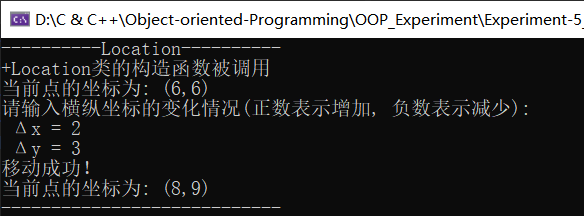 D:\C & C++\Object-oriented-Programming\OOP_Experiment\Experiment-5_
----------Location----------
+Location类的构造函数被调用
当前点的坐标为: (6,6)
请输入横纵坐标的变化情况(正数表示增加, 负数表示减少):
Δx = 2
Δy = 3
移动成功!
当前点的坐标为: (8,9)
----------------------------